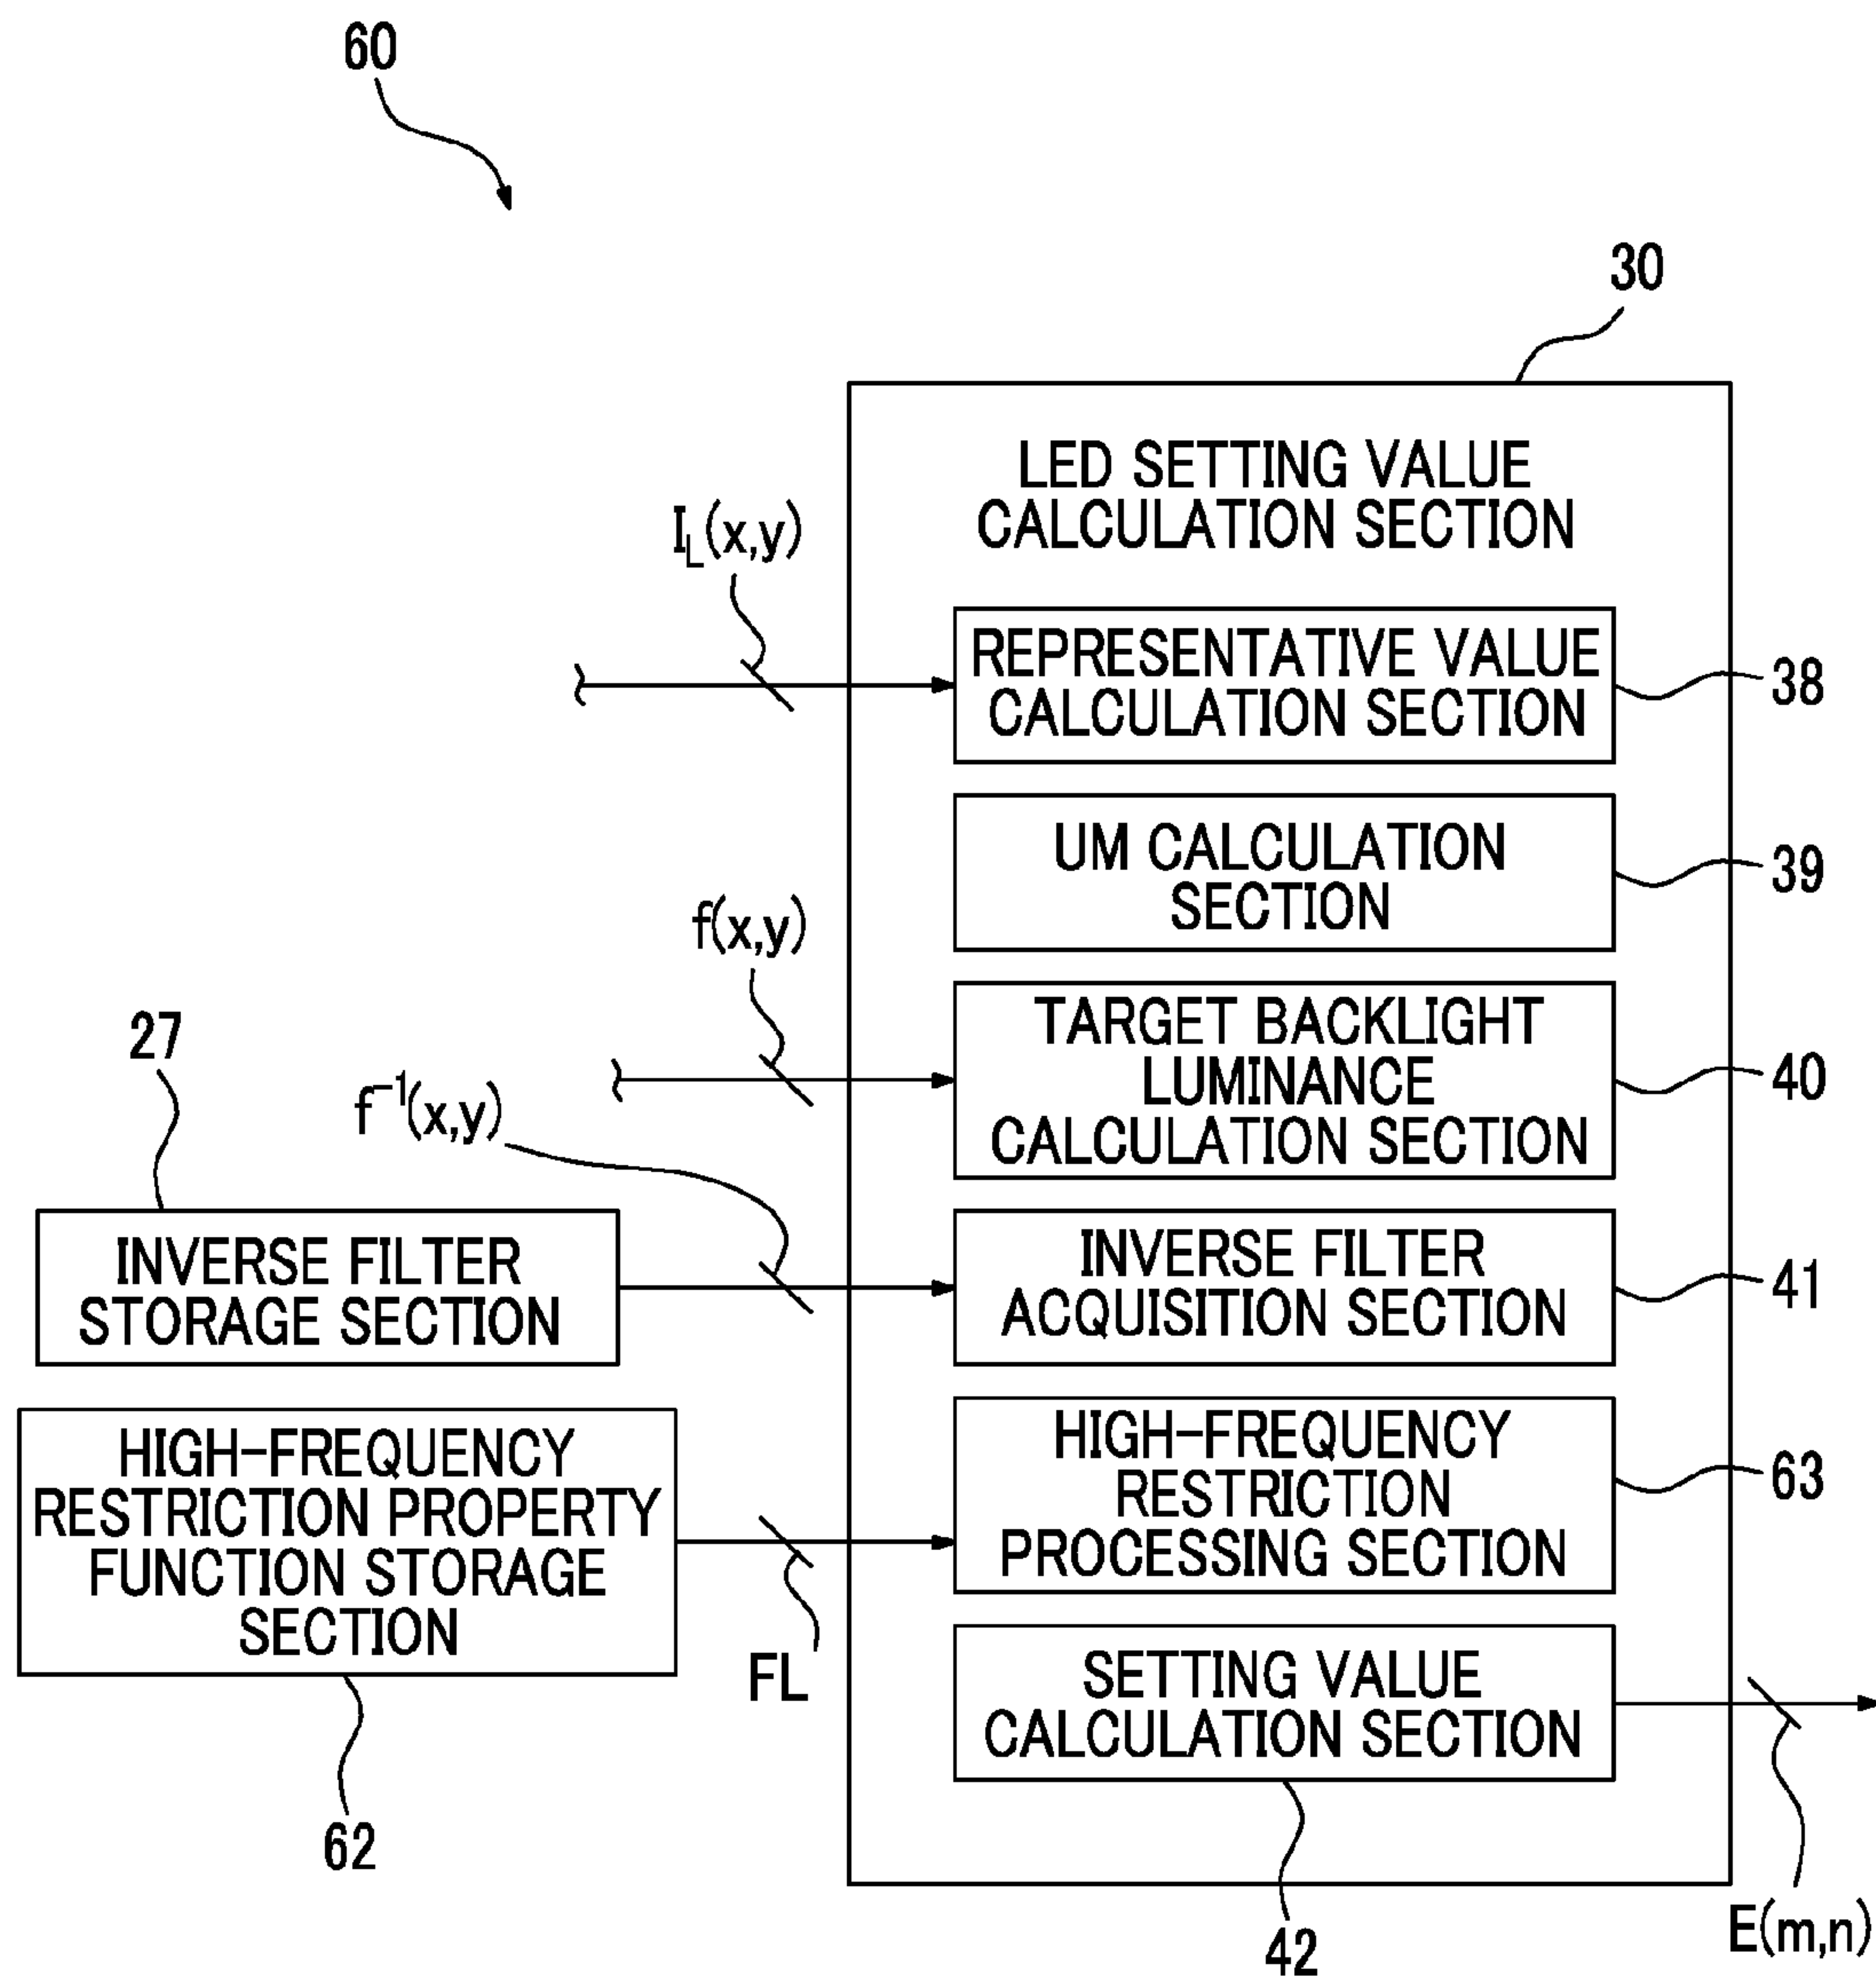 60
30
LED SETTING VALUE
CALCULATION SECTION
I_L(x,y)
REPRESENTATIVE VALUE
CALCULATION SECTION
38
UM CALCULATION
SECTION
39
f(x,y)
TARGET BACKLIGHT
LUMINANCE
CALCULATION SECTION
40
27
f⁻¹(x,y)
INVERSE FILTER
STORAGE SECTION
INVERSE FILTER
ACQUISITION SECTION
41
HIGH-FREQUENCY
RESTRICTION PROPERTY
FUNCTION STORAGE
SECTION
HIGH-FREQUENCY
RESTRICTION
PROCESSING SECTION
63
FL
62
SETTING VALUE
CALCULATION SECTION
42
E(m,n)